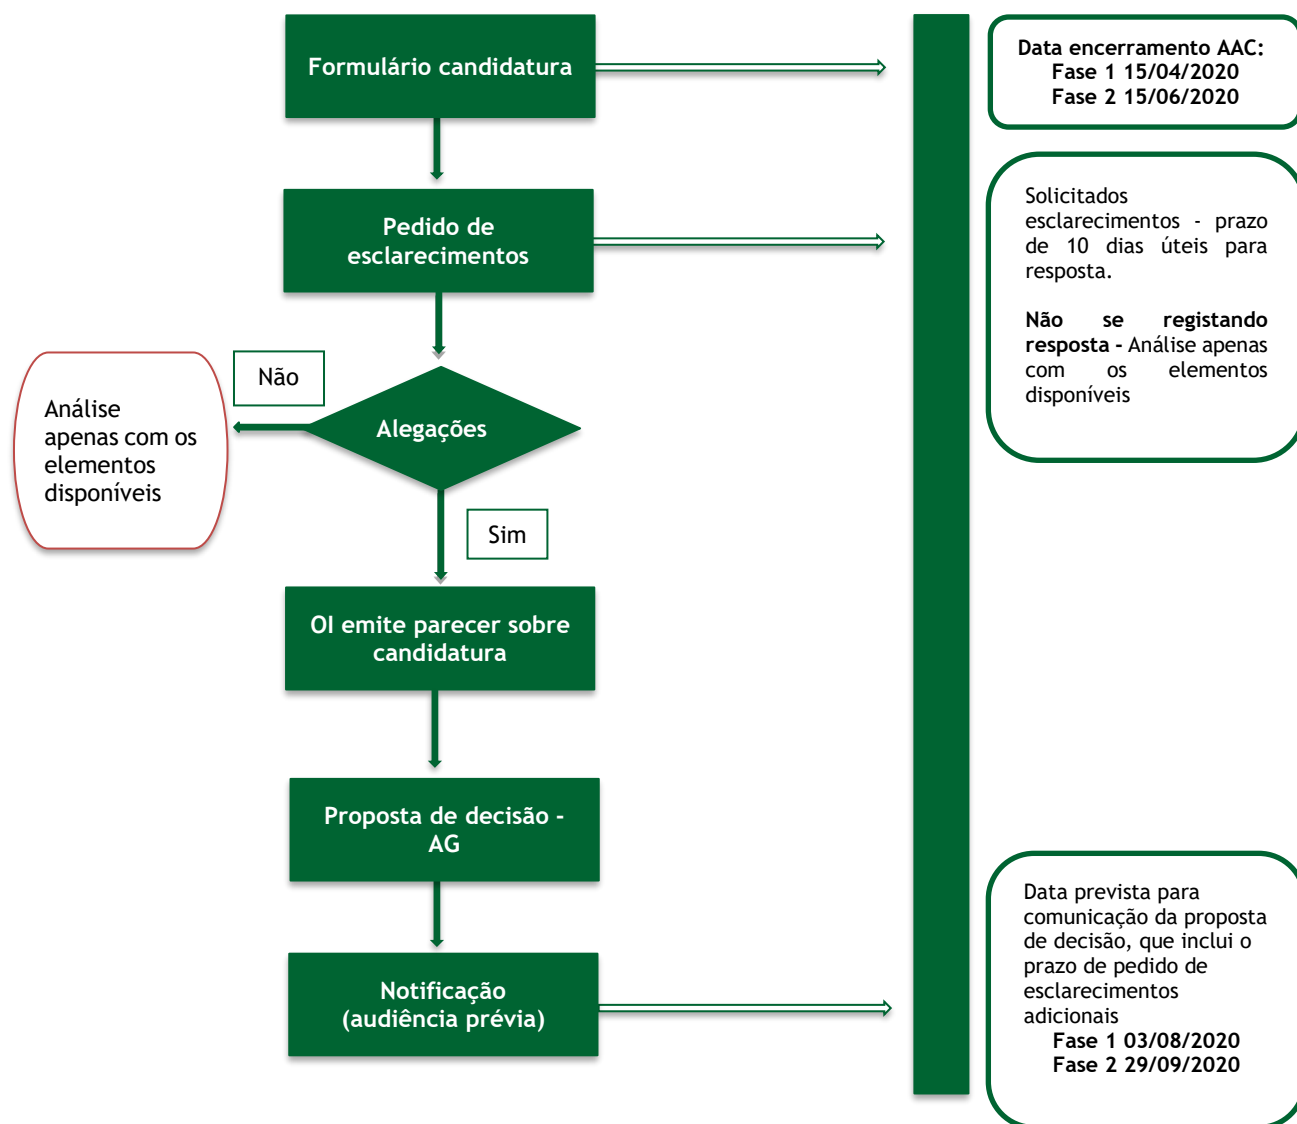 Formulário candidatura
Data encerramento AAC:
Fase 1 15/04/2020
Fase 2 15/06/2020
Pedido de
esclarecimentos
Solicitados
esclarecimentos - prazo
de 10 dias úteis para
resposta.
Não se registando
resposta - Análise apenas
com os elementos
disponíveis
Não
Análise
apenas com os
elementos
disponíveis
Alegações
Sim
OI emite parecer sobre
candidatura
Proposta de decisão -
AG
Notificação
(audiência prévia)
Data prevista para
comunicação da proposta
de decisão, que inclui o
prazo de pedido de
esclarecimentos
adicionais
Fase 1 03/08/2020
Fase 2 29/09/2020